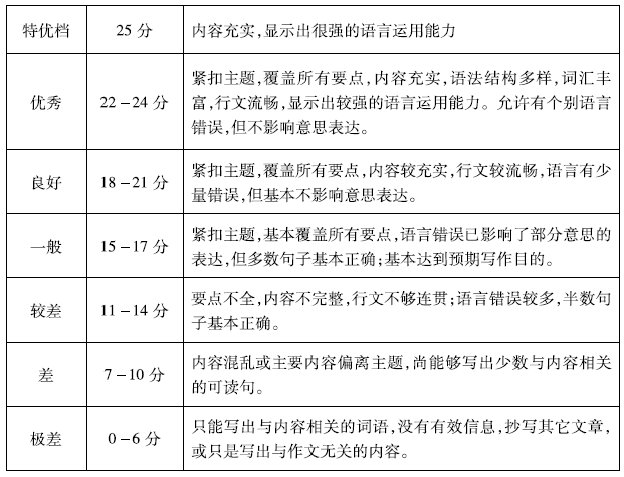 特优档 25 分 内容充实,显示出很强的语言运用能力
优秀 22－24 分 紧扣主题,覆盖所有要点,内容充实,语法结构多样,词汇丰
富,行文流畅,显示出较强的语言运用能力。允许有个别语言
错误,但不影响意思表达。
良好 18－21 分 紧扣主题,覆盖所有要点,内容较充实,行文较流畅,语言有少
量错误,但基本不影响意思表达。
一般 15－17 分 紧扣主题,基本覆盖所有要点,语言错误已影响了部分意思的
表达,但多数句子基本正确;基本达到预期写作目的。
较差 11－14 分 要点不全,内容不完整,行文不够连贯;语言错误较多,半数句
子基本正确。
差 7－10 分 内容混乱或主要内容偏离主题,尚能够写出少数与内容相关
的可读句。
极差 0－6 分 只能写出与内容相关的词语,没有有效信息,抄写其它文章,
或只是写出与作文无关的内容。